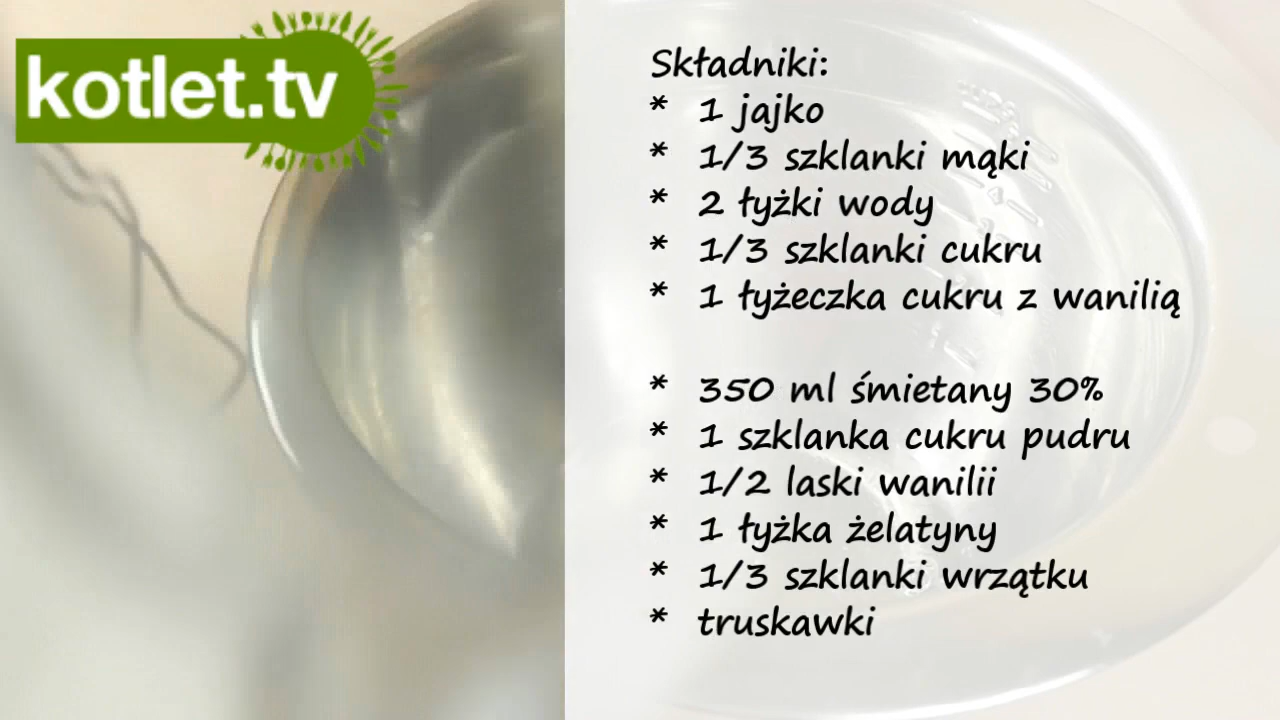 kotlet.tv
Składniki:
* 1 jajko
* 1/3 szklanki mąki
* 2 łyżki wody
* 1/3 szklanki cukru
* 1 łyżeczka cukru z wanilią
* 350 ml śmietany 30%
* 1 szklanka cukru pudru
* 1/2 laski wanilii
* 1 łyżka żelatyny
* 1/3 szklanki wrzątku
* truskawki